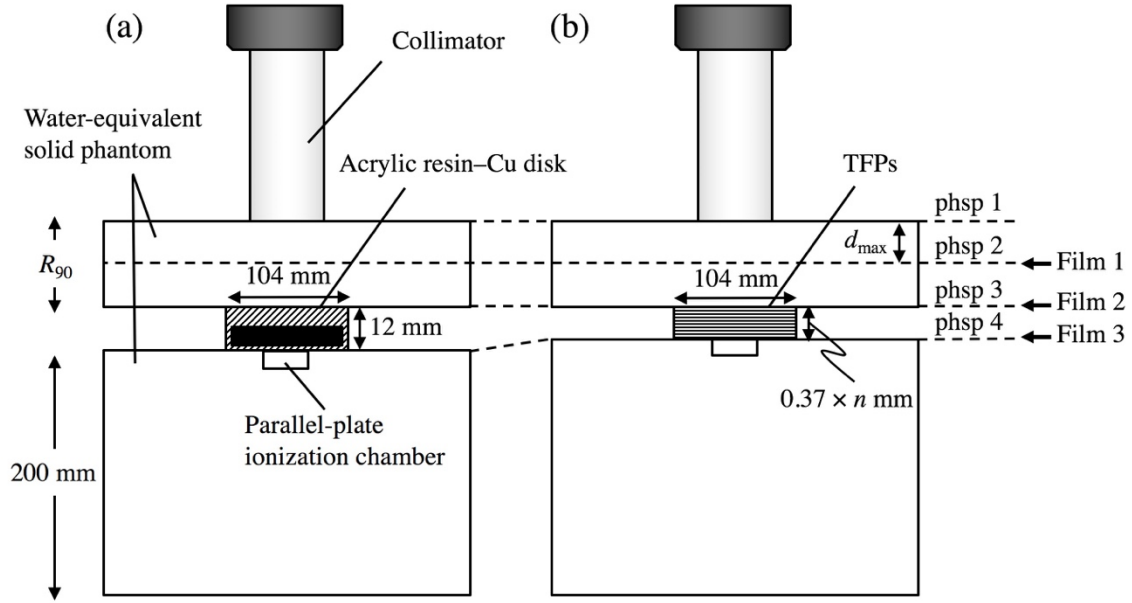 (a)
(b)
Collimator
Water-equivalent
solid phantom
Acrylic resin–Cu disk
TFPs
phsp 1
d_max
phsp 2
Film 1
R_90
104 mm
104 mm
phsp 3
Film 2
12 mm
phsp 4
Film 3
0.37 × n mm
Parallel-plate
ionization chamber
200 mm